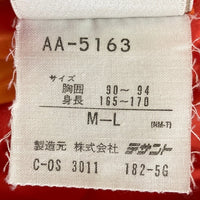 AA-5163
サイズ
胸囲 90〜94
身長 165〜170
M–L (RM-T)
製造元 株式会社 デサント
C-OS 3011 182-5G